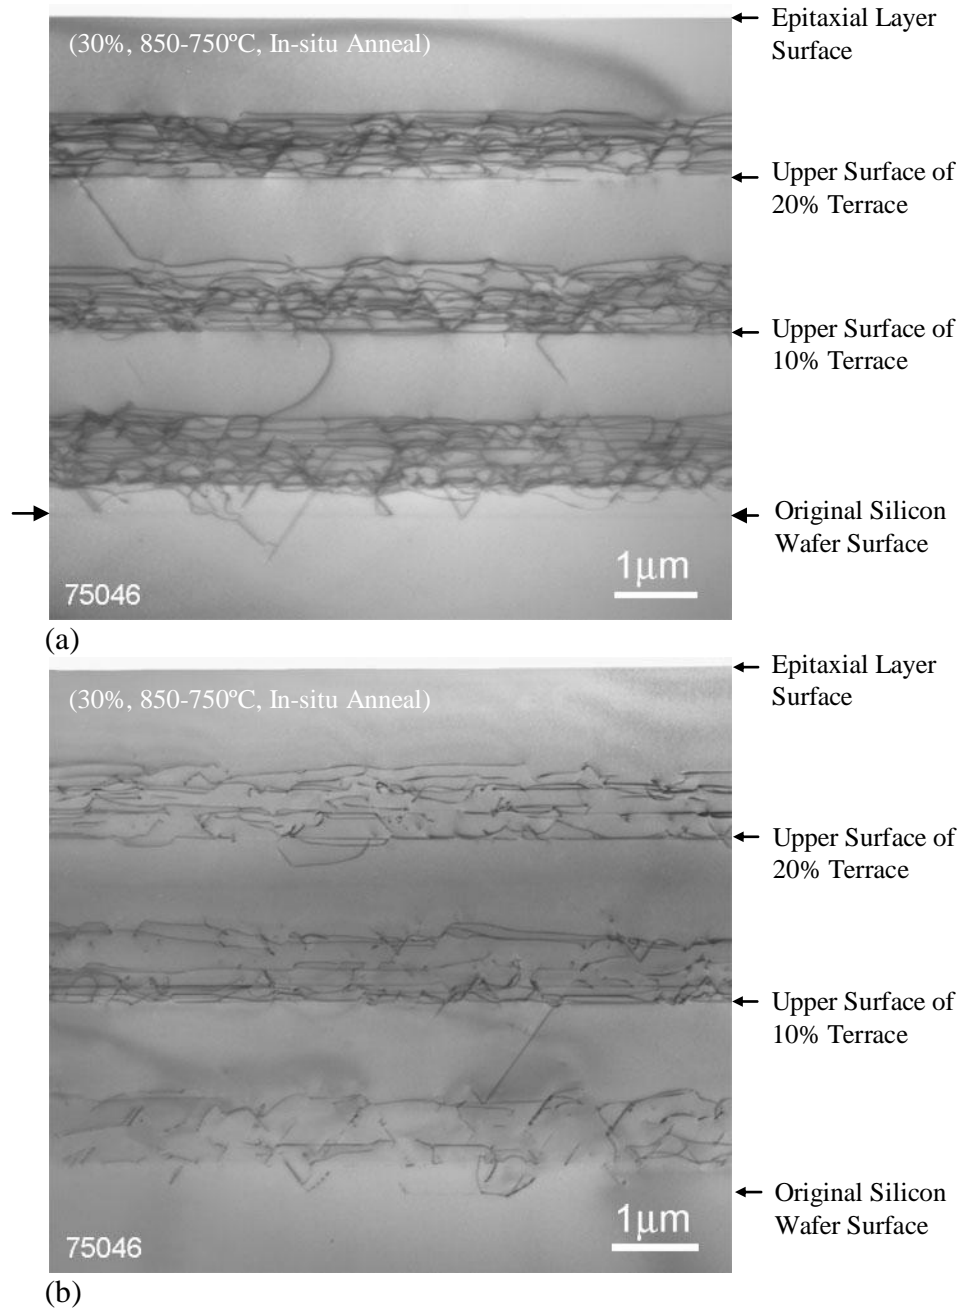 (30%, 850-750ºC, In-situ Anneal)
Epitaxial Layer
Surface
Upper Surface of
20% Terrace
Upper Surface of
10% Terrace
Original Silicon
Wafer Surface
1μm
75046
(a)
(30%, 850-750ºC, In-situ Anneal)
Epitaxial Layer
Surface
Upper Surface of
20% Terrace
Upper Surface of
10% Terrace
Original Silicon
Wafer Surface
1μm
75046
(b)